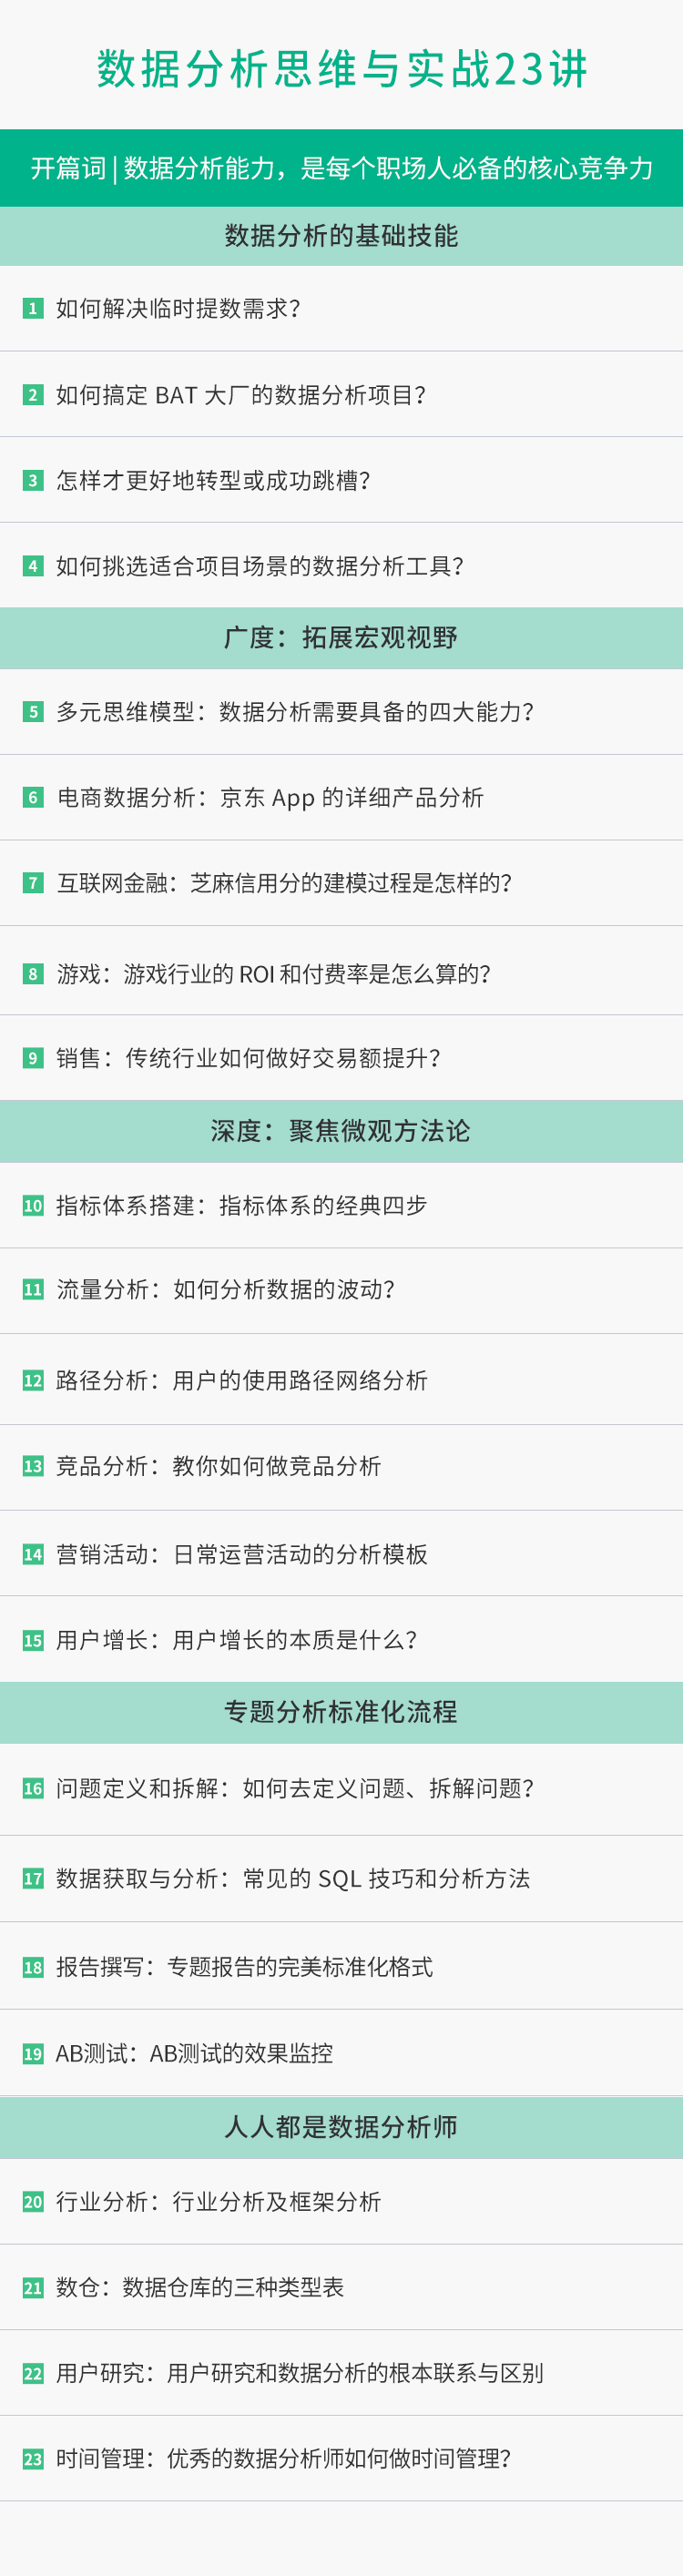 数据分析思维与实战23讲
开篇词 | 数据分析能力，是每个职场人必备的核心竞争力
数据分析的基础技能
1 如何解决临时提数需求？
2 如何搞定 BAT 大厂的数据分析项目？
3 怎样才更好地转型或成功跳槽？
4 如何挑选适合项目场景的数据分析工具？
广度：拓展宏观视野
5 多元思维模型：数据分析需要具备的四大能力？
6 电商数据分析：京东 App 的详细产品分析
7 互联网金融：芝麻信用分的建模过程是怎样的？
8 游戏：游戏行业的 ROI 和付费率是怎么算的？
9 销售：传统行业如何做好交易额提升？
深度：聚焦微观方法论
10 指标体系搭建：指标体系的经典四步
11 流量分析：如何分析数据的波动？
12 路径分析：用户的使用路径网络分析
13 竞品分析：教你如何做竞品分析
14 营销活动：日常运营活动的分析模板
15 用户增长：用户增长的本质是什么？
专题分析标准化流程
16 问题定义和拆解：如何去定义问题、拆解问题？
17 数据获取与分析：常见的 SQL 技巧和分析方法
18 报告撰写：专题报告的完美标准化格式
19 AB测试：AB测试的效果监控
人人都是数据分析师
20 行业分析：行业分析及框架分析
21 数仓：数据仓库的三种类型表
22 用户研究：用户研究和数据分析的根本联系与区别
23 时间管理：优秀的数据分析师如何做时间管理？